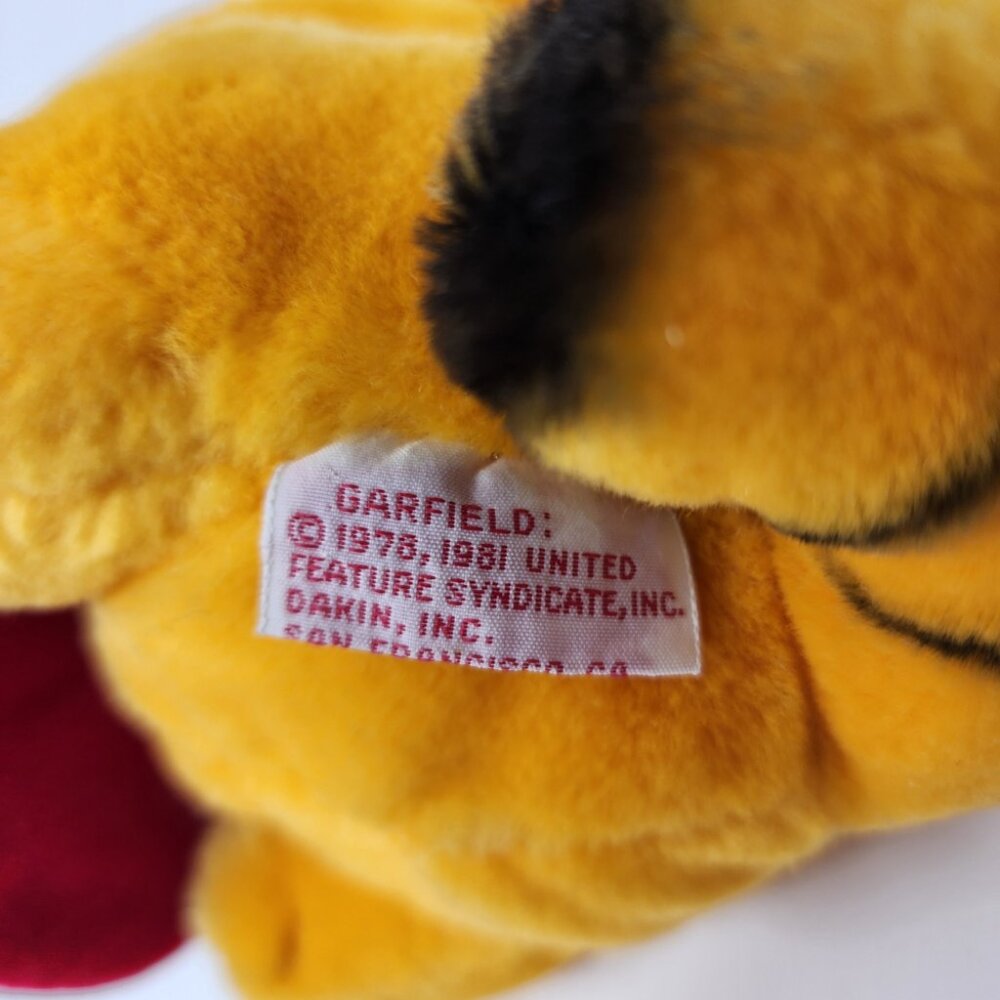 GARFIELD:
© 1978, 1981 UNITED
FEATURE SYNDICATE, INC.
DAKIN, INC.
SAN FRANCISCO, CA